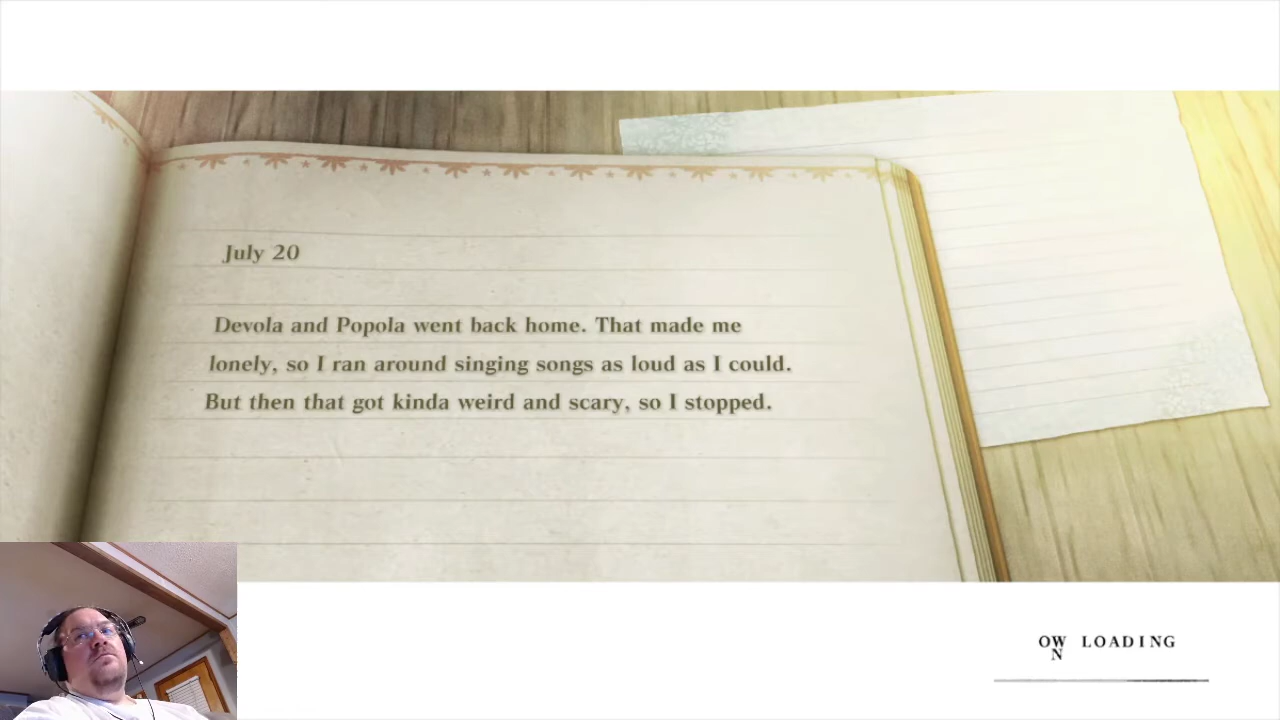 July 20
Devola and Popola went back home. That made me
lonely, so I ran around singing songs as loud as I could.
But then that got kinda weird and scary, so I stopped.
LOADING